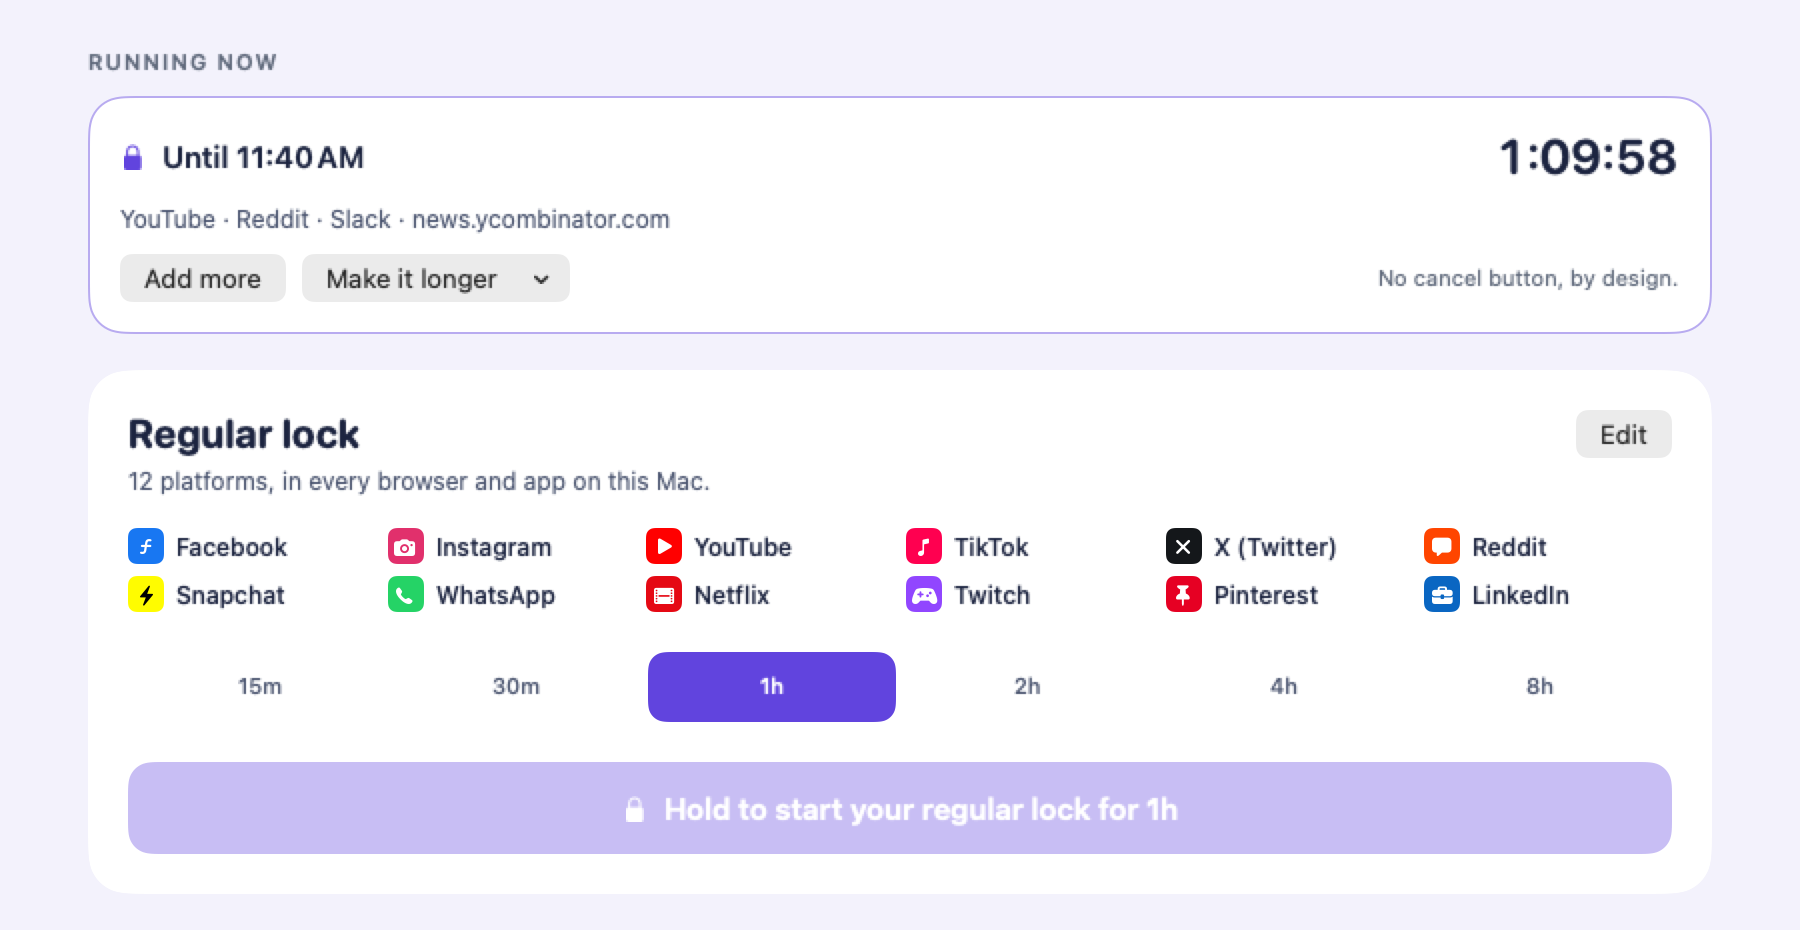 RUNNING NOW
Until 11:40 AM
1:09:58
YouTube · Reddit · Slack · news.ycombinator.com
Add more
Make it longer
No cancel button, by design.
Regular lock
Edit
12 platforms, in every browser and app on this Mac.
Facebook
Instagram
YouTube
TikTok
X (Twitter)
Reddit
Snapchat
WhatsApp
Netflix
Twitch
Pinterest
LinkedIn
15m
30m
1h
2h
4h
8h
Hold to start your regular lock for 1h